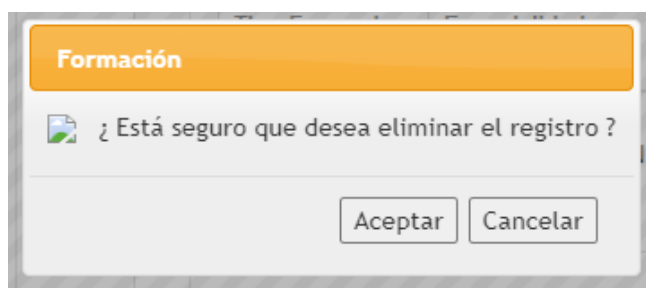 Formación
¿ Está seguro que desea eliminar el registro ?
Aceptar
Cancelar